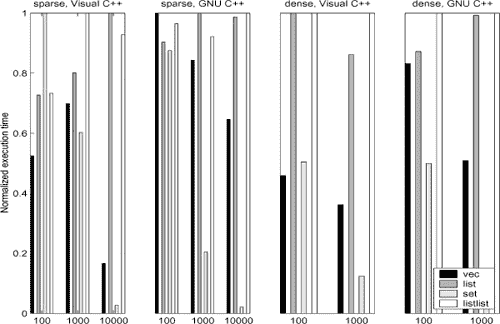 sparse, Visual C++
sparse, GNU C++
dense, Visual C++
dense, GNU C++
Normalized execution time
1
0.8
0.6
0.4
0.2
0
100 1000 10000
100 1000 10000
100 1000
100 1000
vec
list
set
listlist